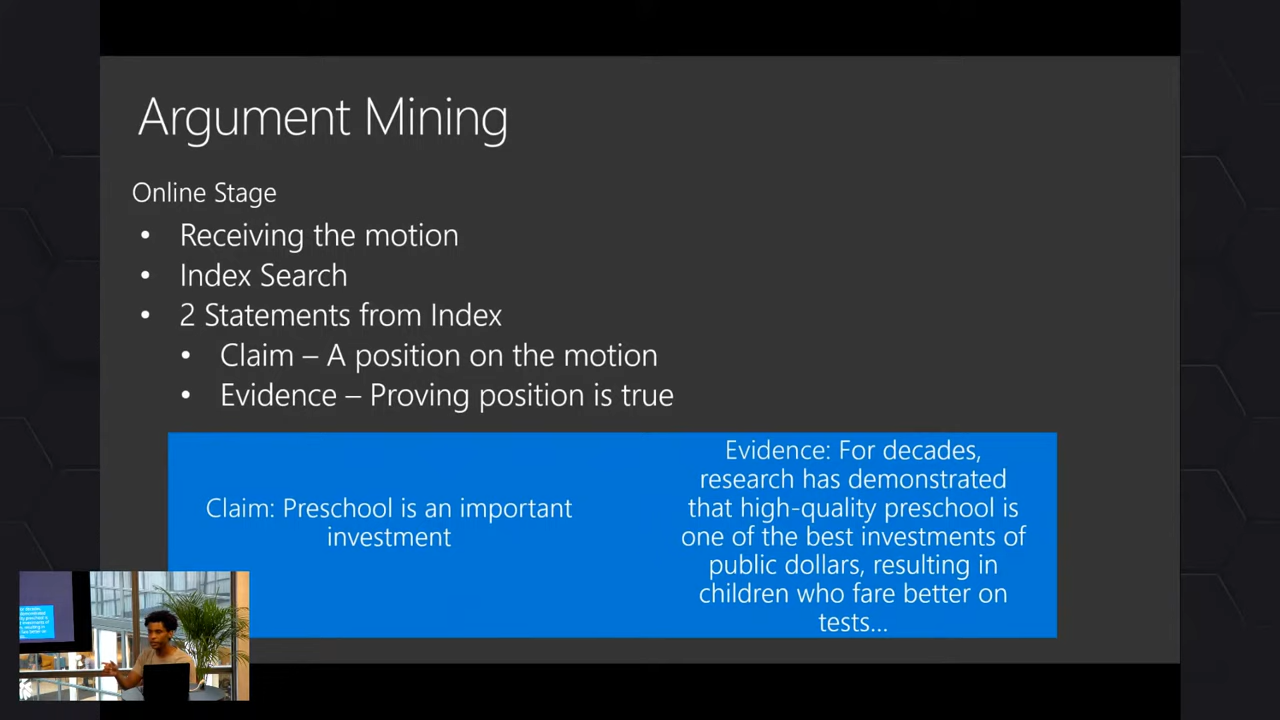 Argument Mining
Online Stage
• Receiving the motion
• Index Search
• 2 Statements from Index
• Claim – A position on the motion
• Evidence – Proving position is true
Claim: Preschool is an important
investment
Evidence: For decades,
research has demonstrated
that high-quality preschool is
one of the best investments of
public dollars, resulting in
children who fare better on
tests...